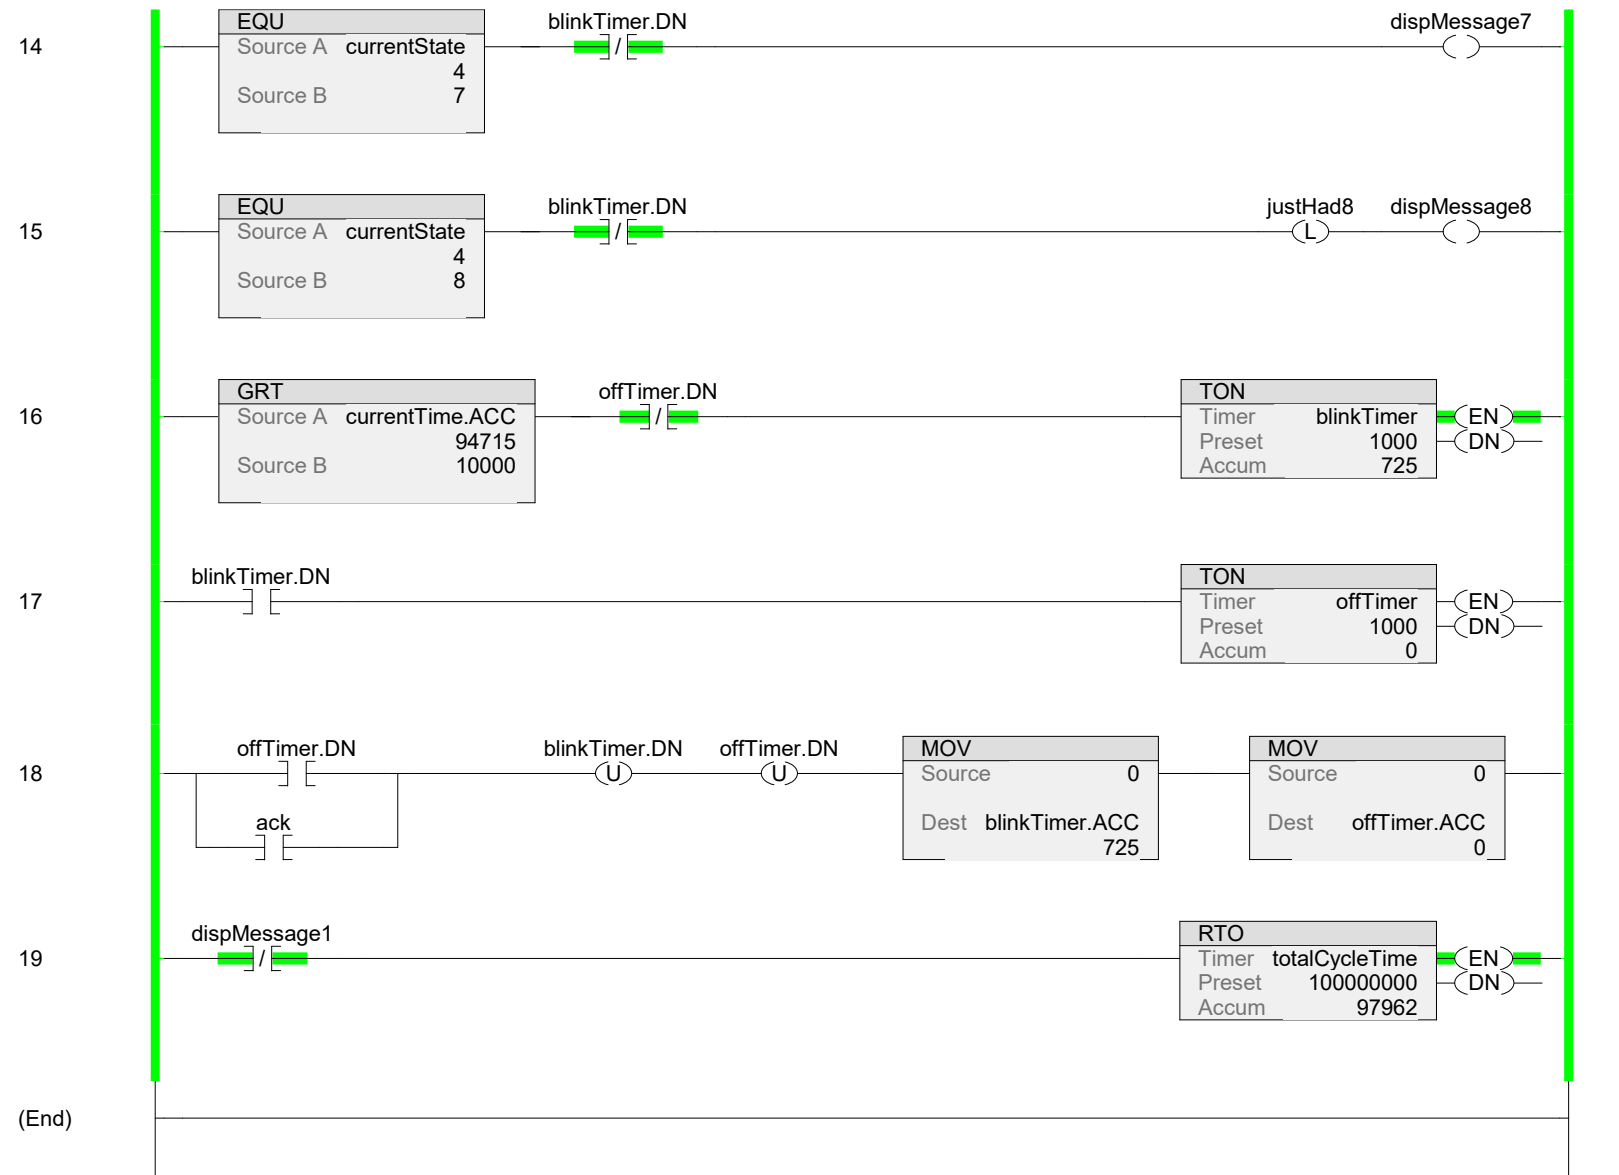 EQU
blinkTimer.DN
dispMessage7
14
Source A currentState
/
4
Source B 7
EQU
blinkTimer.DN
justHad8
dispMessage8
15
Source A currentState
/
L
4
Source B 8
GRT
offTimer.DN
TON
16
Source A currentTime.ACC
/
Timer blinkTimer
EN
94715
Preset 1000
DN
Source B 10000
Accum 725
blinkTimer.DN
TON
17
Timer offTimer
EN
Preset 1000
DN
Accum 0
offTimer.DN
blinkTimer.DN
offTimer.DN
MOV
MOV
18
U
U
Source 0
Source 0
ack
Dest blinkTimer.ACC
Dest offTimer.ACC
725
0
dispMessage1
RTO
19
/
Timer totalCycleTime
EN
Preset 100000000
DN
Accum 97962
(End)